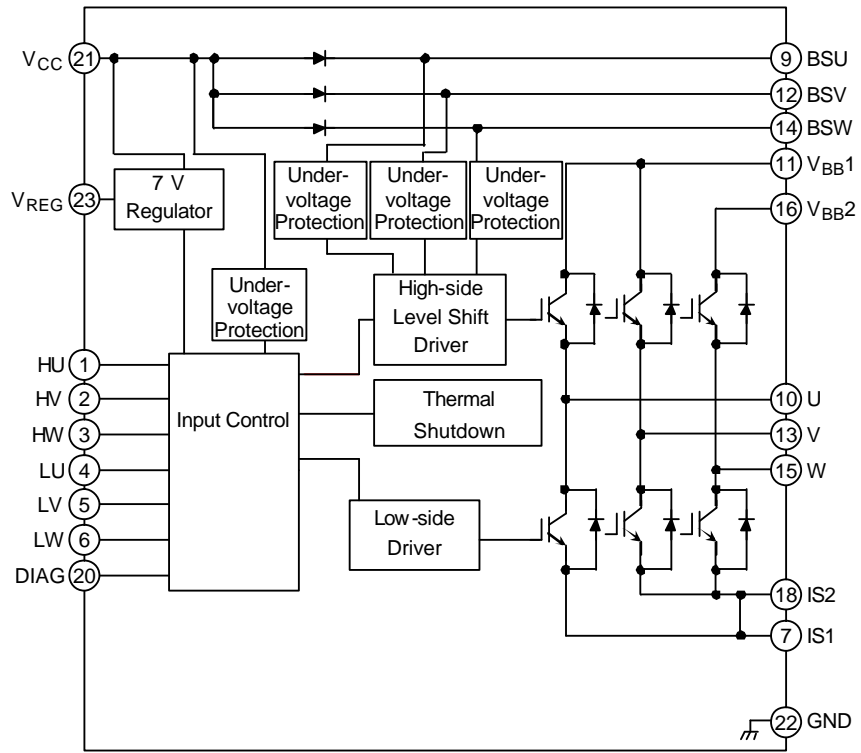 VCC 21
9 BSU
12 BSV
14 BSW
11 VBB1
16 VBB2
VREG 23
7 V
Regulator
Under-
voltage
Protection
Under-
voltage
Protection
Under-
voltage
Protection
Under-
voltage
Protection
High-side
Level Shift
Driver
HU 1
HV 2
HW 3
LU 4
LV 5
LW 6
DIAG 20
Input Control
Thermal
Shutdown
Low-side
Driver
10 U
13 V
15 W
18 IS2
7 IS1
22 GND